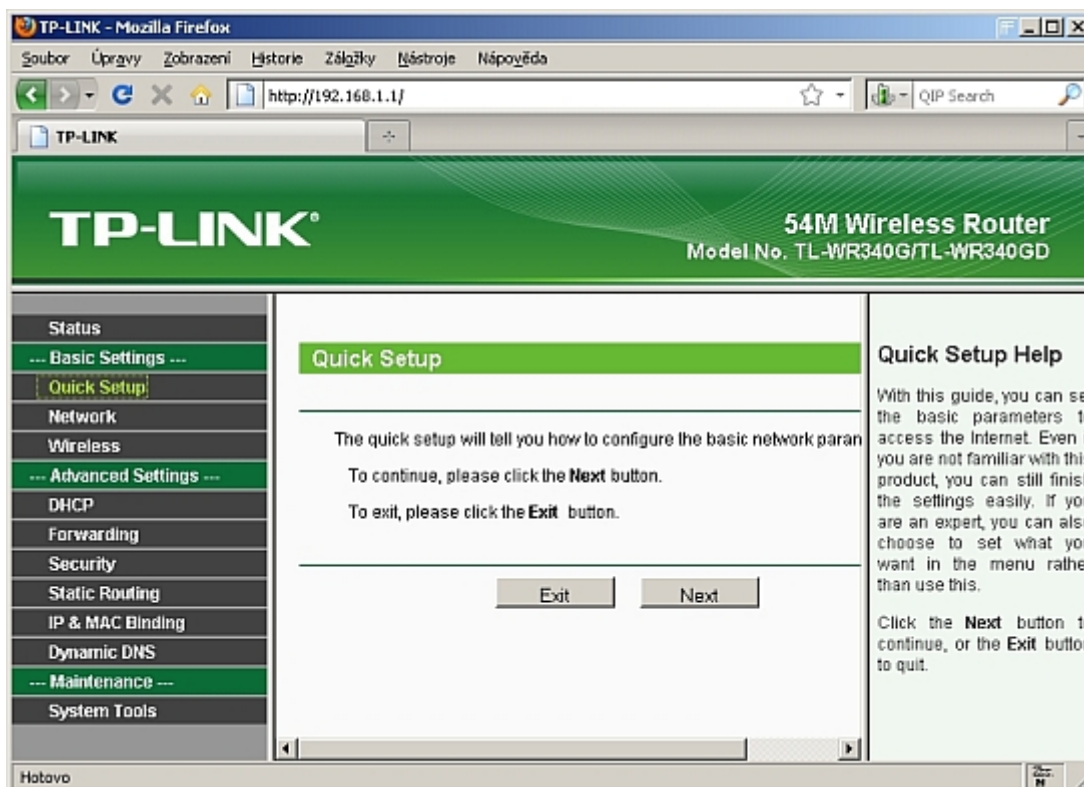 TP-LINK - Mozilla Firefox
Soubor Úpravy Zobrazení Historie Záložky Nástroje Nápověda
http://192.168.1.1/
QIP Search
TP-LINK
TP-LINK®
54M Wireless Router
Model No. TL-WR340G/TL-WR340GD
Status
--- Basic Settings ---
Quick Setup
Network
Wireless
--- Advanced Settings ---
DHCP
Forwarding
Security
Static Routing
IP & MAC Binding
Dynamic DNS
--- Maintenance ---
System Tools
Quick Setup
The quick setup will tell you how to configure the basic network param
To continue, please click the Next button.
To exit, please click the Exit button.
Exit Next
Quick Setup Help
With this guide, you can se
the basic parameters t
access the Internet. Even
you are not familiar with this
product, you can still finish
the settings easily. If you
are an expert, you can als
choose to set what you
want in the menu rathe
than use this.
Click the Next button t
continue, or the Exit button
to quit.
Hotovo